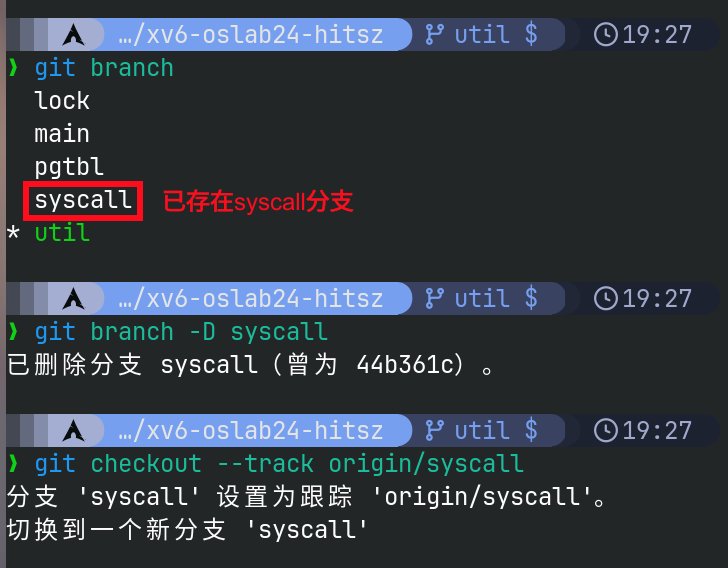 …/xv6-oslab24-hitsz util $ 19:27
❱ git branch
lock
main
pgtbl
syscall 已存在syscall分支
* util
…/xv6-oslab24-hitsz util $ 19:27
❱ git branch -D syscall
已删除分支 syscall（曾为 44b361c）。
…/xv6-oslab24-hitsz util $ 19:27
❱ git checkout --track origin/syscall
分支 'syscall' 设置为跟踪 'origin/syscall'。
切换到一个新分支 'syscall'